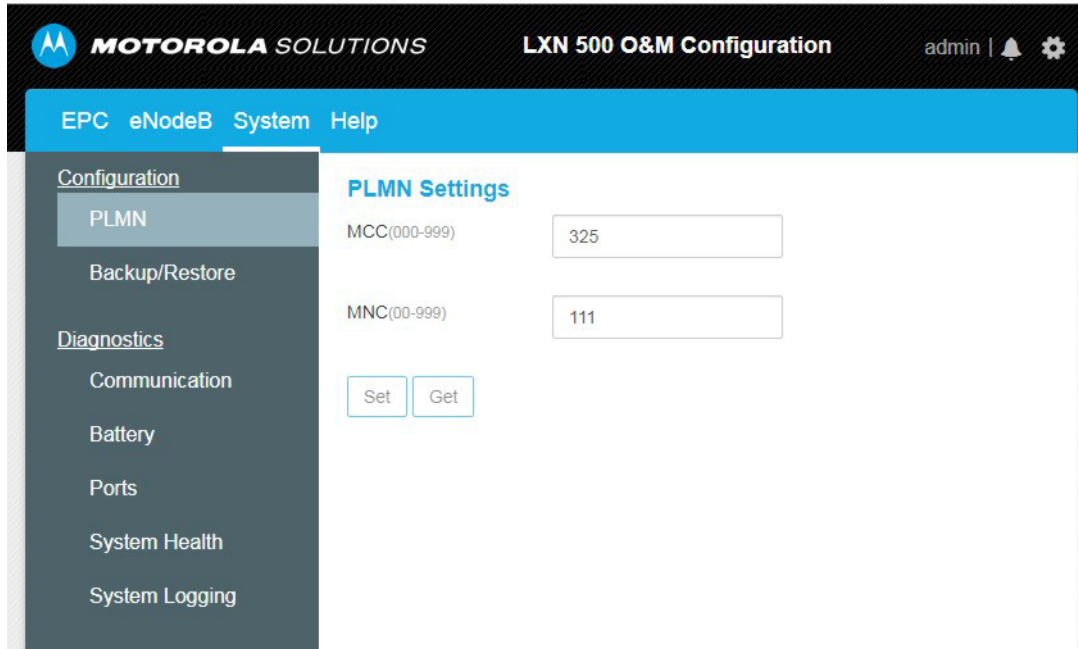 MOTOROLA SOLUTIONS LXN 500 O&M Configuration admin |
EPC eNodeB System Help
Configuration
PLMN
Backup/Restore
Diagnostics
Communication
Battery
Ports
System Health
System Logging
PLMN Settings
MCC(000-999) 325
MNC(00-999) 111
Set Get